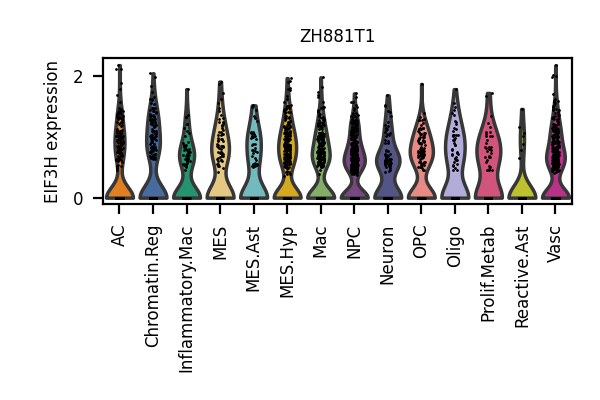 ZH881T1
EIF3H expression
2
0
AC
Chromatin.Reg
Inflammatory.Mac
MES
MES.Ast
MES.Hyp
Mac
NPC
Neuron
OPC
Oligo
Prolif.Metab
Reactive.Ast
Vasc